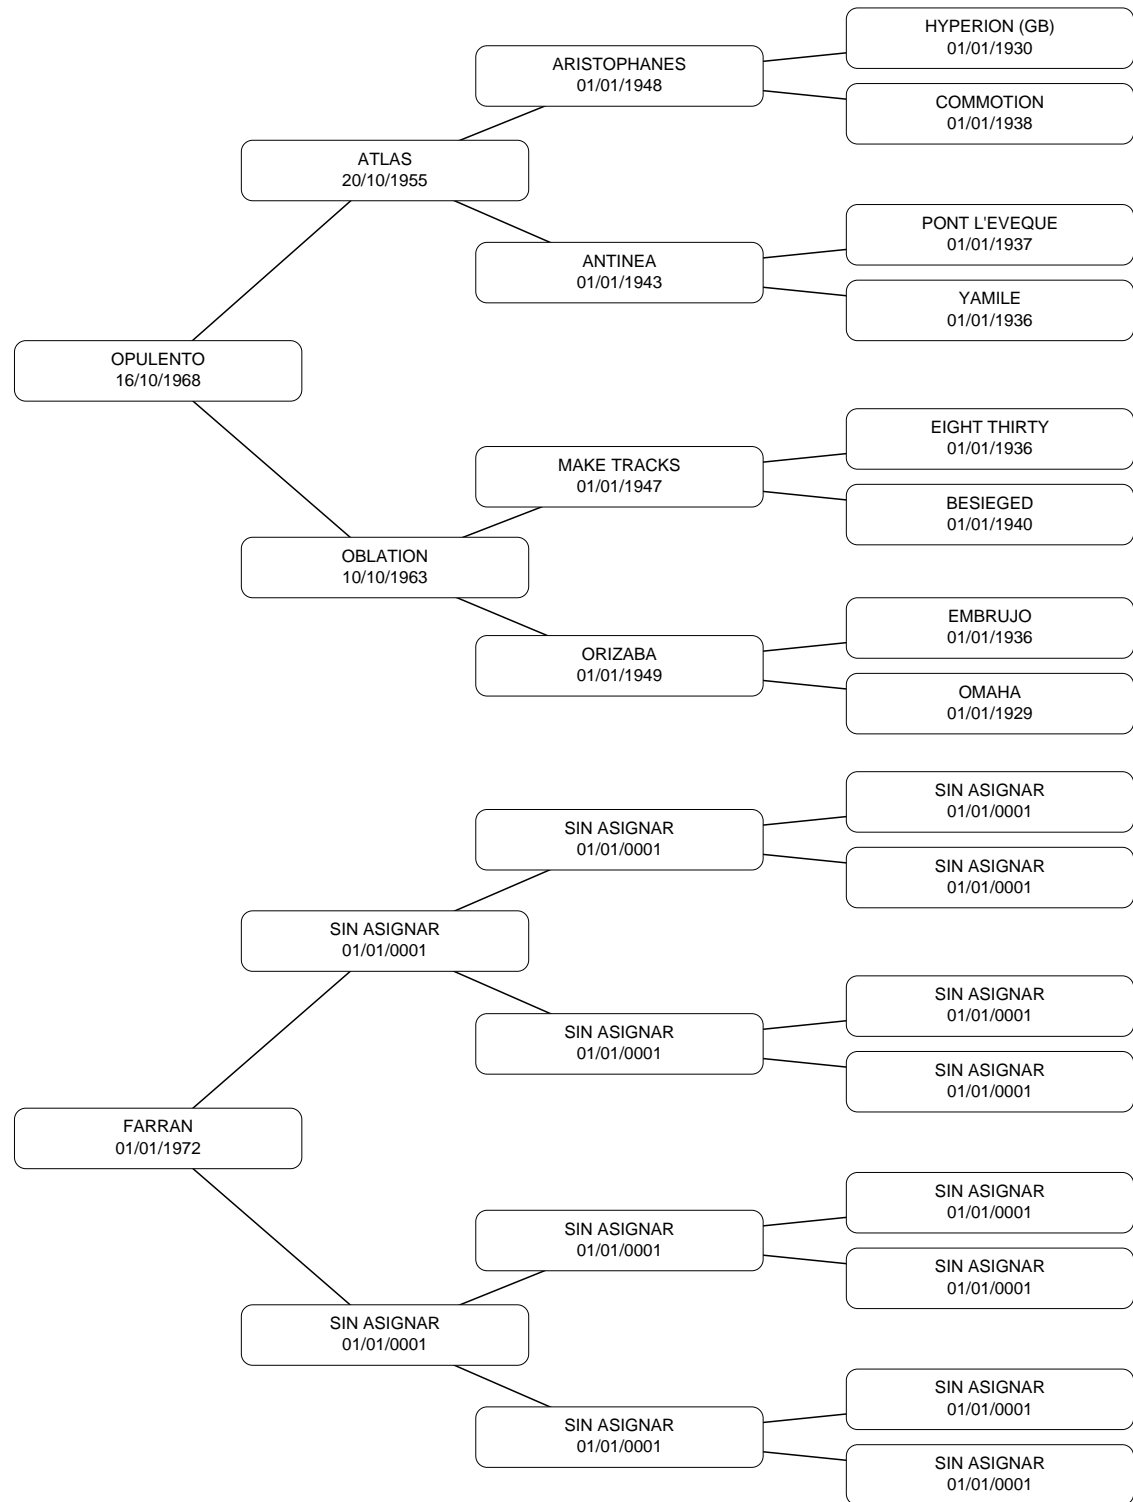 HYPERION (GB)
01/01/1930
ARISTOPHANES
01/01/1948
COMMOTION
01/01/1938
ATLAS
20/10/1955
PONT L'EVEQUE
01/01/1937
ANTINEA
01/01/1943
YAMILE
01/01/1936
OPULENTO
16/10/1968
EIGHT THIRTY
01/01/1936
MAKE TRACKS
01/01/1947
BESIEGED
01/01/1940
OBLATION
10/10/1963
EMBRUJO
01/01/1936
ORIZABA
01/01/1949
OMAHA
01/01/1929
SIN ASIGNAR
01/01/0001
SIN ASIGNAR
01/01/0001
SIN ASIGNAR
01/01/0001
SIN ASIGNAR
01/01/0001
SIN ASIGNAR
01/01/0001
SIN ASIGNAR
01/01/0001
SIN ASIGNAR
01/01/0001
FARRAN
01/01/1972
SIN ASIGNAR
01/01/0001
SIN ASIGNAR
01/01/0001
SIN ASIGNAR
01/01/0001
SIN ASIGNAR
01/01/0001
SIN ASIGNAR
01/01/0001
SIN ASIGNAR
01/01/0001
SIN ASIGNAR
01/01/0001